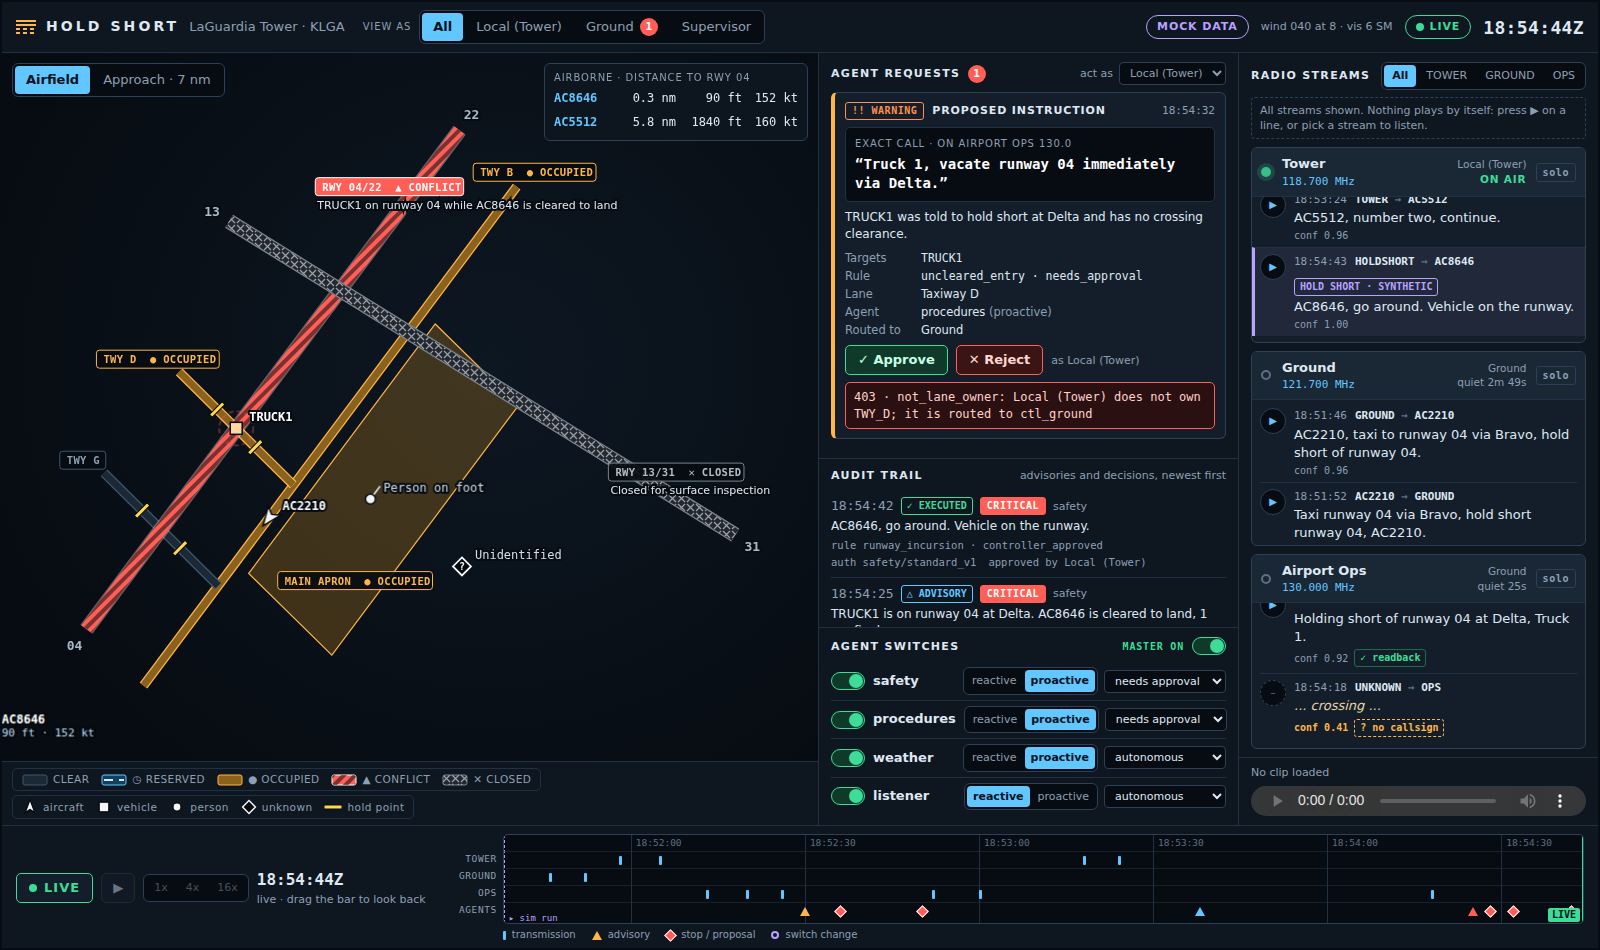 HOLD SHORT LaGuardia Tower · KLGA VIEW AS All Local (Tower) Ground 1 Supervisor MOCK DATA wind 040 at 8 · vis 6 SM LIVE 18:54:44Z
Airfield Approach · 7 nm
AIRBORNE · DISTANCE TO RWY 04
AC8646 0.3 nm 90 ft 152 kt
AC5512 5.8 nm 1840 ft 160 kt
22
TWY B ● OCCUPIED
RWY 04/22 ▲ CONFLICT
TRUCK1 on runway 04 while AC8646 is cleared to land
13
TWY D ● OCCUPIED
TRUCK1
TWY G
RWY 13/31 ✕ CLOSED
Closed for surface inspection
Person on foot
AC2210
31
Unidentified
?
MAIN APRON ● OCCUPIED
04
AC8646
90 ft · 152 kt
CLEAR ◷ RESERVED ● OCCUPIED ▲ CONFLICT ✕ CLOSED
aircraft vehicle person unknown hold point
AGENT REQUESTS 1 act as Local (Tower)
!! WARNING PROPOSED INSTRUCTION 18:54:32
EXACT CALL · ON AIRPORT OPS 130.0
“Truck 1, vacate runway 04 immediately
via Delta.”
TRUCK1 was told to hold short at Delta and has no crossing
clearance.
Targets TRUCK1
Rule uncleared_entry · needs_approval
Lane Taxiway D
Agent procedures (proactive)
Routed to Ground
✓ Approve ✕ Reject as Local (Tower)
403 · not_lane_owner: Local (Tower) does not own
TWY_D; it is routed to ctl_ground
AUDIT TRAIL advisories and decisions, newest first
18:54:42 ✓ EXECUTED CRITICAL safety
AC8646, go around. Vehicle on the runway.
rule runway_incursion · controller_approved
auth safety/standard_v1 approved by Local (Tower)
18:54:25 △ ADVISORY CRITICAL safety
TRUCK1 is on runway 04 at Delta. AC8646 is cleared to land, 1
AGENT SWITCHES MASTER ON
safety reactive proactive needs approval
procedures reactive proactive needs approval
weather reactive proactive autonomous
listener reactive proactive autonomous
RADIO STREAMS All TOWER GROUND OPS
All streams shown. Nothing plays by itself: press ▶ on a
line, or pick a stream to listen.
Tower Local (Tower) solo
118.700 MHz ON AIR
18:53:24 TOWER → AC5512
AC5512, number two, continue.
conf 0.96
18:54:43 HOLDSHORT → AC8646
HOLD SHORT · SYNTHETIC
AC8646, go around. Vehicle on the runway.
conf 1.00
Ground Ground solo
121.700 MHz quiet 2m 49s
18:51:46 GROUND → AC2210
AC2210, taxi to runway 04 via Bravo, hold
short of runway 04.
conf 0.96
18:51:52 AC2210 → GROUND
Taxi runway 04 via Bravo, hold short
runway 04, AC2210.
Airport Ops Ground solo
130.000 MHz quiet 25s
Holding short of runway 04 at Delta, Truck
1.
conf 0.92 ✓ readback
18:54:18 UNKNOWN → OPS
... crossing ...
conf 0.41 ? no callsign
No clip loaded
0:00 / 0:00
LIVE ▶ 1x 4x 16x 18:54:44Z
live · drag the bar to look back
18:52:00 18:52:30 18:53:00 18:53:30 18:54:00 18:54:30
TOWER
GROUND
OPS
AGENTS
▸ sim run LIVE
transmission advisory stop / proposal switch change